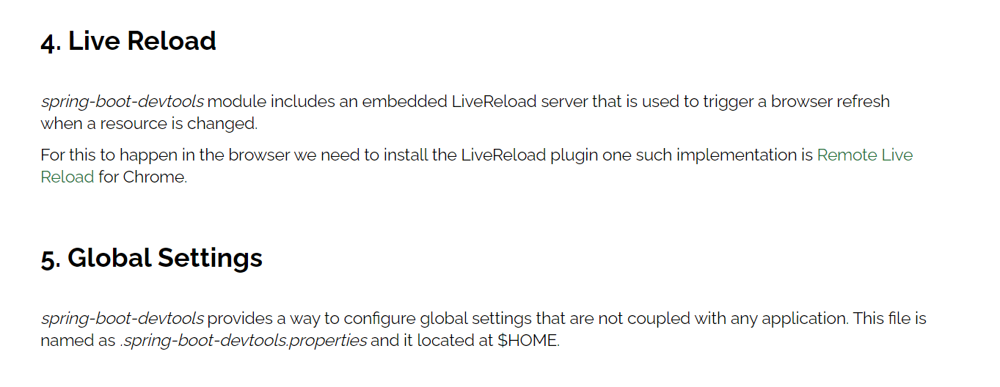 4. Live Reload
spring-boot-devtools module includes an embedded LiveReload server that is used to trigger a browser refresh
when a resource is changed.
For this to happen in the browser we need to install the LiveReload plugin one such implementation is Remote Live
Reload for Chrome.
5. Global Settings
spring-boot-devtools provides a way to configure global settings that are not coupled with any application. This file is
named as .spring-boot-devtools.properties and it located at $HOME.